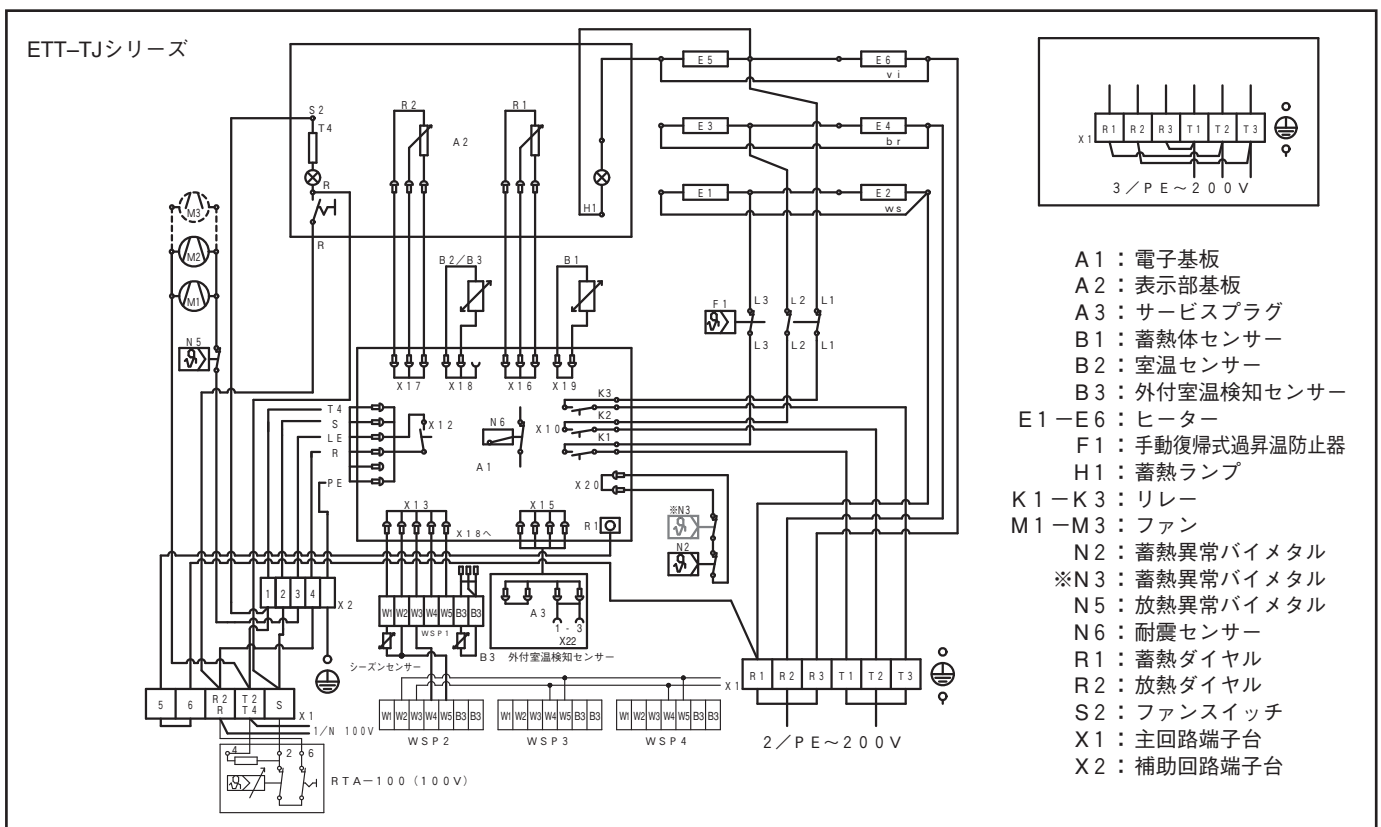 ETT–TJシリーズ
S2
T4
R
R
R2
A2
R1
H1
E5
E6
vi
E3
E4
br
E1
E2
ws
X1
R1 R2 R3 T1 T2 T3
3／PE～200V
M3
M2
M1
N5
B2／B3
B1
F1
L3 L2 L1
L3 L2 L1
X17 X18 X16 X19
T4
S
LE
R
PE
X12
N6
A1
X10
K3
K2
K1
X20
X13
X15
X18へ
R1
※N3
N2
1 2 3 4
X2
W1 W2 W3 W4 W5 B3 B3
WSP1
シーズンセンサー
B3 外付室温検知センサー
A3
1 - 3
X22
5 6 R2 R T2 T4 S
X1
1/N 100V
W1 W2 W3 W4 W5 B3 B3
WSP2
W1 W2 W3 W4 W5 B3 B3
WSP3
W1 W2 W3 W4 W5 B3 B3
WSP4
X1
R1 R2 R3 T1 T2 T3
2／PE～200V
4 2 6
RTA－100（100V）
A1：電子基板
A2：表示部基板
A3：サービスプラグ
B1：蓄熱体センサー
B2：室温センサー
B3：外付室温検知センサー
E1－E6：ヒーター
F1：手動復帰式過昇温防止器
H1：蓄熱ランプ
K1－K3：リレー
M1－M3：ファン
N2：蓄熱異常バイメタル
※N3：蓄熱異常バイメタル
N5：放熱異常バイメタル
N6：耐震センサー
R1：蓄熱ダイヤル
R2：放熱ダイヤル
S2：ファンスイッチ
X1：主回路端子台
X2：補助回路端子台